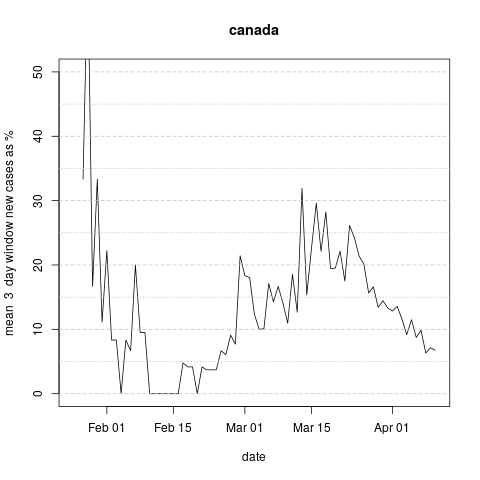 canada
mean 3 day window new cases as %
50
40
30
20
10
0
Feb 01
Feb 15
Mar 01
Mar 15
Apr 01
date